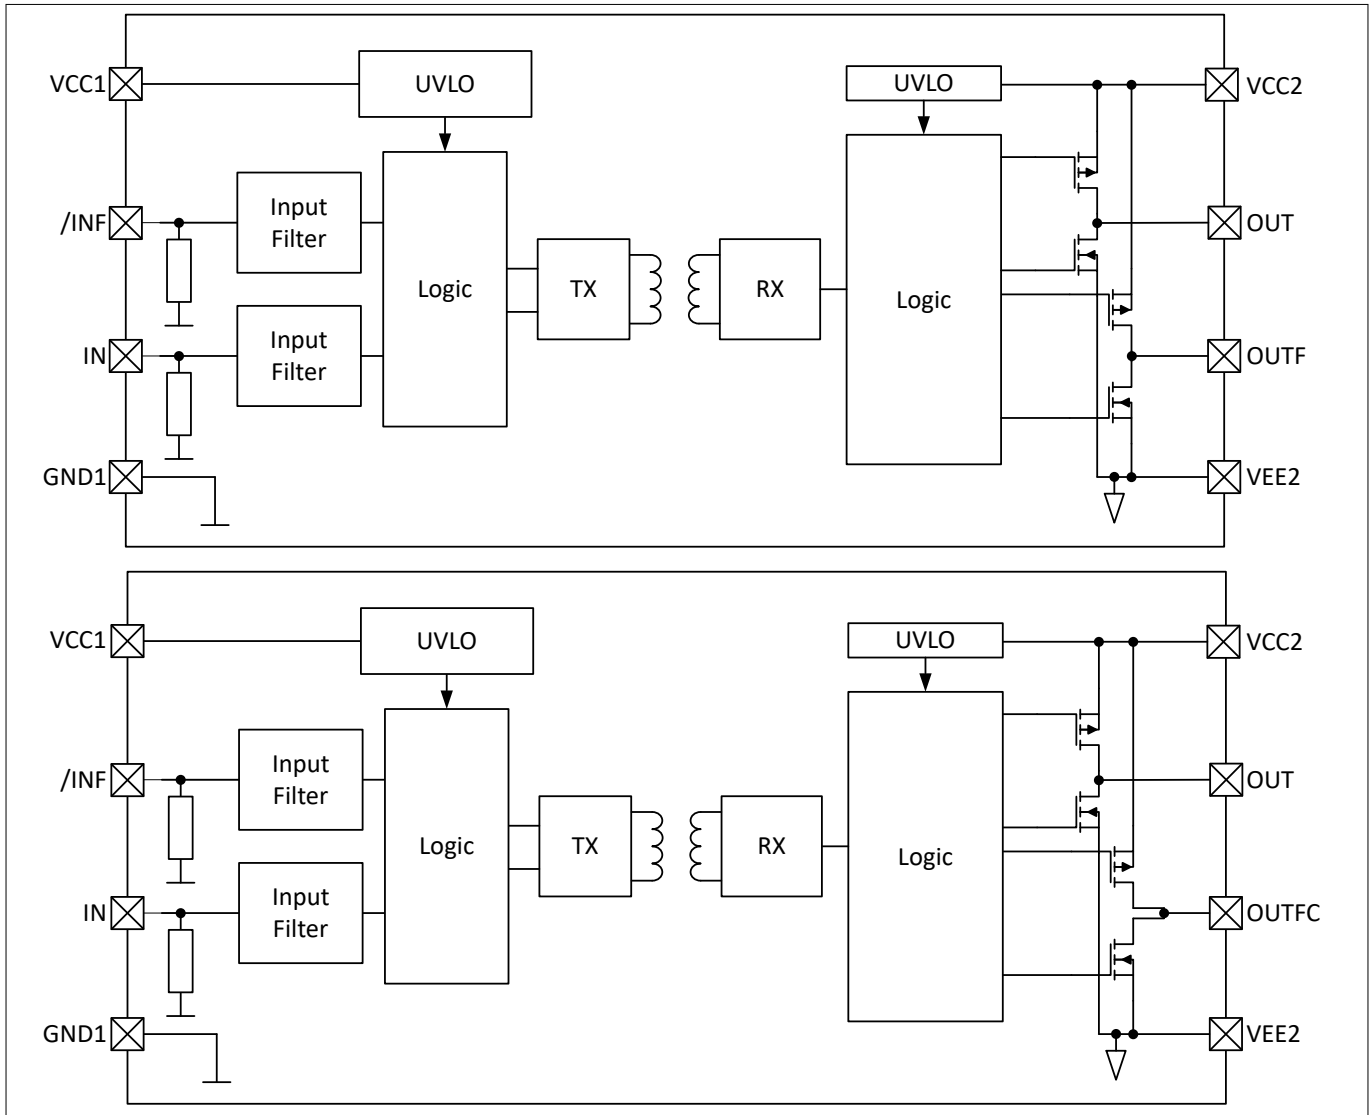 VCC1
UVLO
UVLO
VCC2
/INF
Input
Filter
OUT
Logic
TX
RX
Logic
IN
Input
Filter
OUTF
GND1
VEE2
VCC1
UVLO
UVLO
VCC2
/INF
Input
Filter
OUT
Logic
TX
RX
Logic
IN
Input
Filter
OUTFC
GND1
VEE2